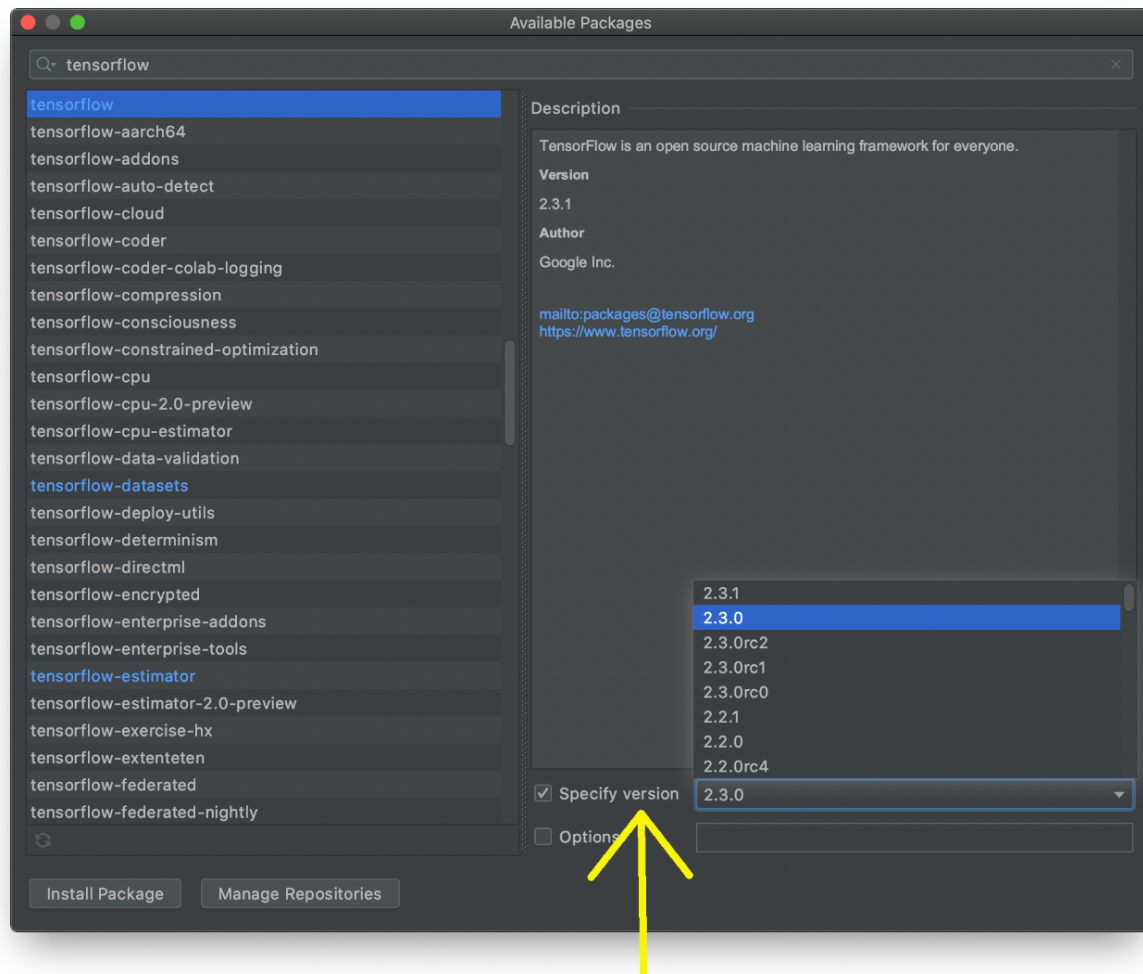 Available Packages
tensorflow
tensorflow
tensorflow-aarch64
tensorflow-addons
tensorflow-auto-detect
tensorflow-cloud
tensorflow-coder
tensorflow-coder-colab-logging
tensorflow-compression
tensorflow-consciousness
tensorflow-constrained-optimization
tensorflow-cpu
tensorflow-cpu-2.0-preview
tensorflow-cpu-estimator
tensorflow-data-validation
tensorflow-datasets
tensorflow-deploy-utils
tensorflow-determinism
tensorflow-directml
tensorflow-encrypted
tensorflow-enterprise-addons
tensorflow-enterprise-tools
tensorflow-estimator
tensorflow-estimator-2.0-preview
tensorflow-exercise-hx
tensorflow-extenteten
tensorflow-federated
tensorflow-federated-nightly
Description
TensorFlow is an open source machine learning framework for everyone.
Version
2.3.1
Author
Google Inc.
mailto:packages@tensorflow.org
https://www.tensorflow.org/
2.3.1
2.3.0
2.3.0rc2
2.3.0rc1
2.3.0rc0
2.2.1
2.2.0
2.2.0rc4
Specify version
2.3.0
Options
Install Package
Manage Repositories